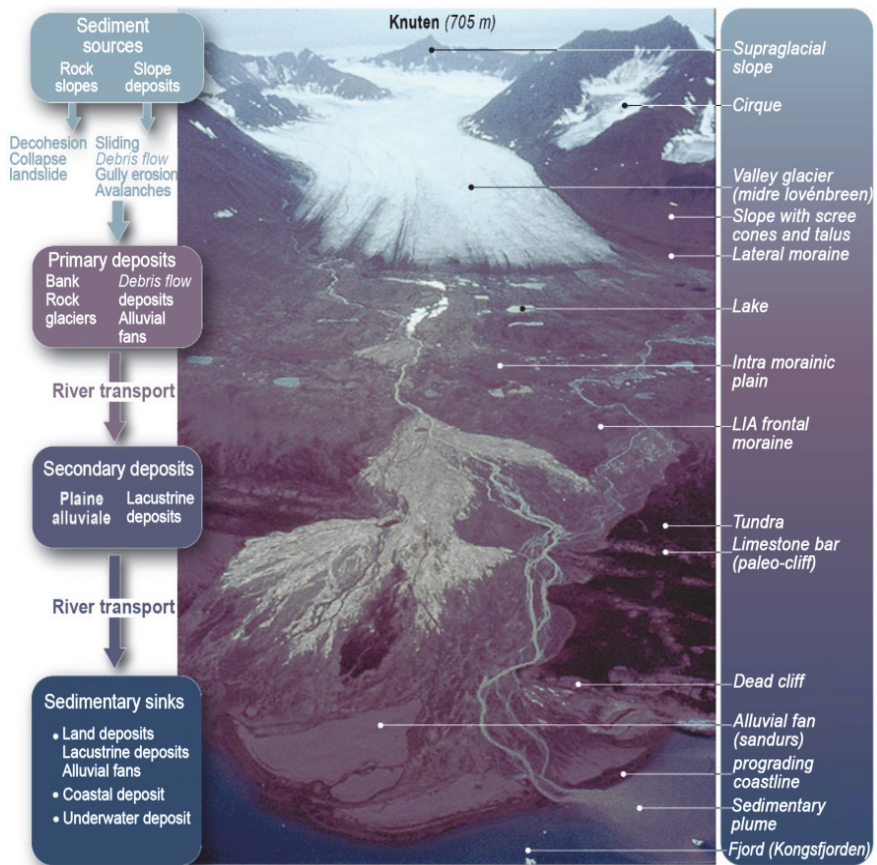 Knuten (705 m)
Sediment
sources
Rock
slopes
Slope
deposits
Decohesion
Collapse
landslide
Sliding
Debris flow
Gully erosion
Avalanches
Primary deposits
Bank
Rock
glaciers
Debris flow
deposits
Alluvial
fans
River transport
Secondary deposits
Plaine
alluviale
Lacustrine
deposits
River transport
Sedimentary sinks
• Land deposits
Lacustrine deposits
Alluvial fans
• Coastal deposit
• Underwater deposit
Supraglacial
slope
Cirque
Valley glacier
(midre lovénbreen)
Slope with scree
cones and talus
Lateral moraine
Lake
Intra morainic
plain
LIA frontal
moraine
Tundra
Limestone bar
(paleo-cliff)
Dead cliff
Alluvial fan
(sandurs)
prograding
coastline
Sedimentary
plume
Fjord (Kongsfjorden)